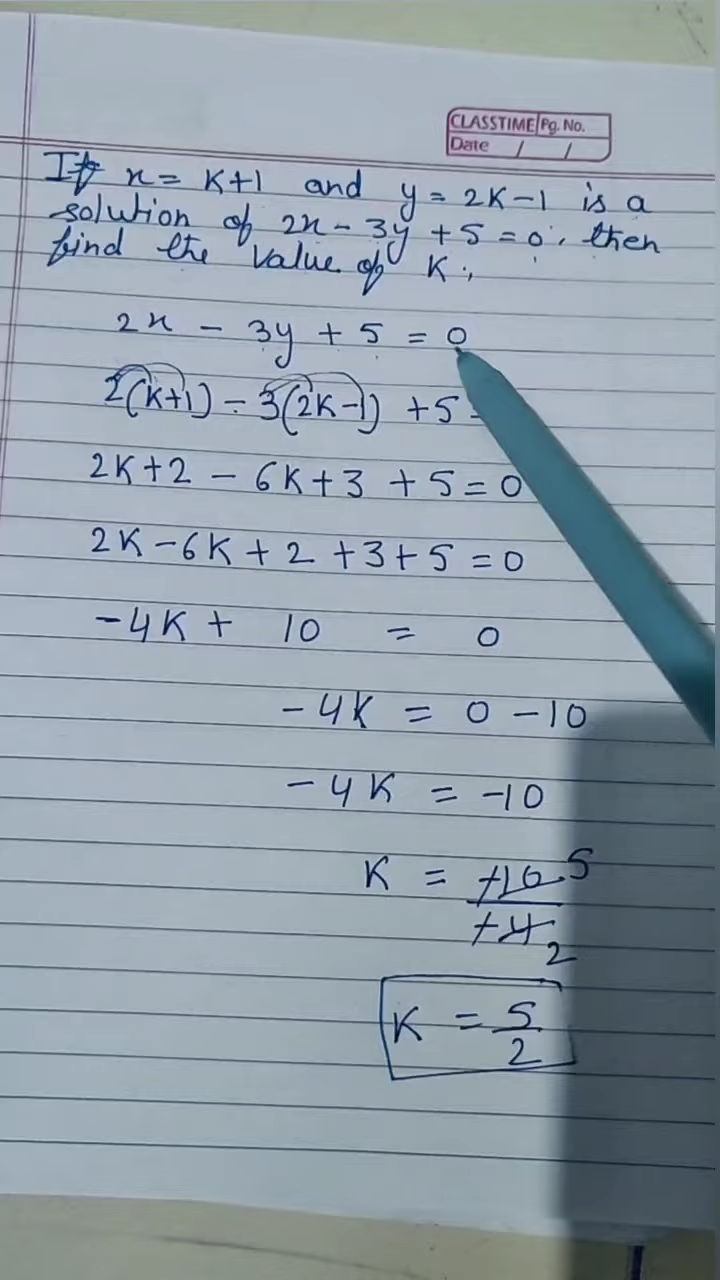 CLASSTIME Pg. No.
Date / /
If x = K+1 and y = 2K-1 is a
solution of 2x - 3y + 5 = 0, then
find the value of K.
2x - 3y + 5 = 0
2(K+1) - 3(2K-1) + 5 =
2K+2 - 6K+3 + 5 = 0
2K-6K + 2 + 3 + 5 = 0
-4K + 10 = 0
-4K = 0 - 10
-4K = -10
K = -10 5
-4 2
K = 5/2